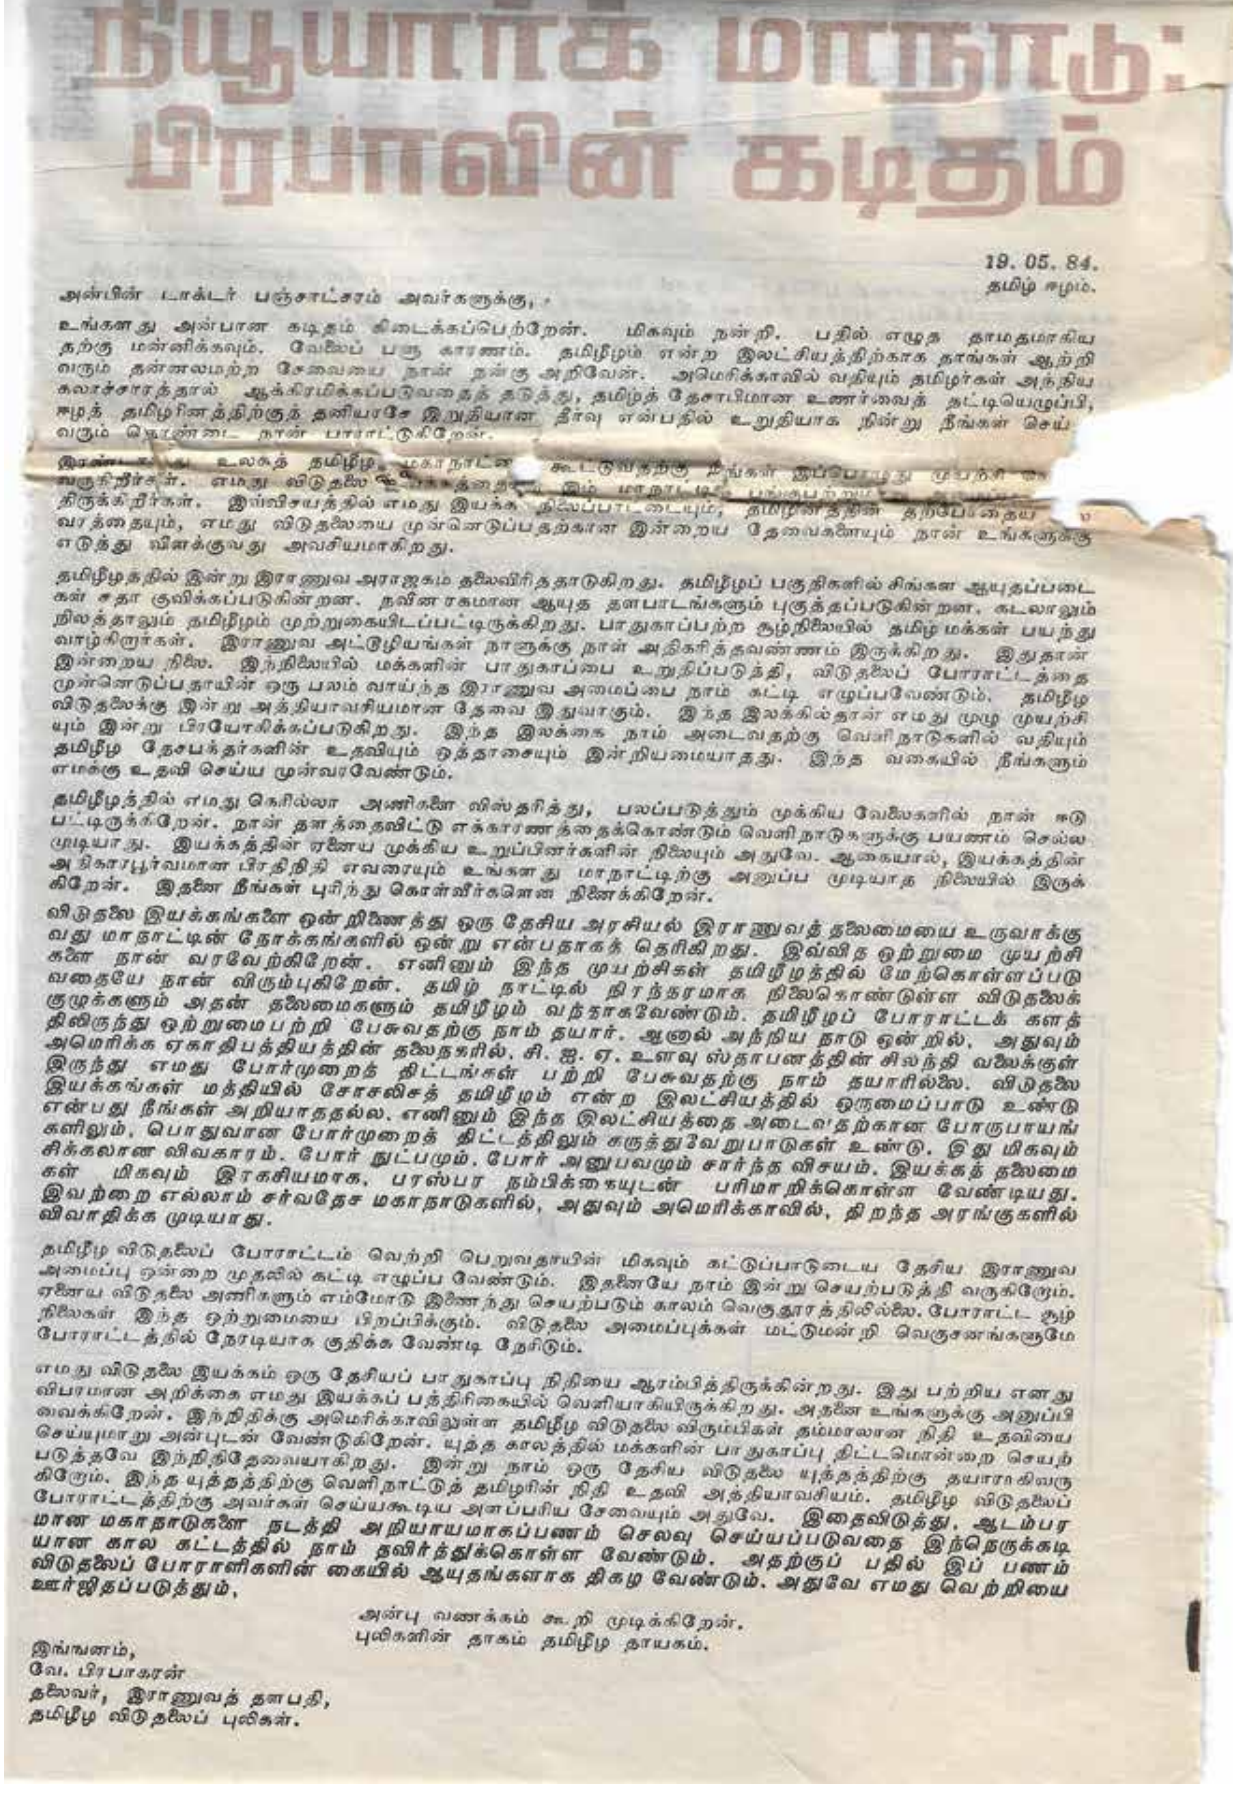 நியூயார்க் மாநாடு:
பிரபாவின் கடிதம்
19. 05. 84.
தமிழ் ஈழம்.
அன்பின் டாக்டர் பஞ்சாட்சரம் அவர்களுக்கு,
உங்களது அன்பான கடிதம் கிடைக்கப்பெற்றேன். மிகவும் நன்றி. பதில் எழுத தாமதமாகிய
தற்கு மன்னிக்கவும். வேலைப் பளு காரணம். தமிழீழம் என்ற இலட்சியத்திற்காக தாங்கள் ஆற்றி
வரும் தன்னலமற்ற சேவையை நான் நன்கு அறிவேன். அமெரிக்காவில் வதியும் தமிழர்கள் அந்நிய
கலாச்சாரத்தால் ஆக்கிரமிக்கப்படுவதைத் தடுத்து, தமிழ்த் தேசாபிமான உணர்வைத் தட்டியெழுப்பி,
ஈழத் தமிழரினத்திற்குத் தனியரசே இறுதியான தீர்வு என்பதில் உறுதியாக நின்று நீங்கள் செய்
வரும் தொண்டை நான் பாராட்டுகிறேன்.
உலகத் தமிழீழ மகாநாட்டை கூட்டுவதற்கு நீங்கள் இப்பொழுது முயற்சி
வருகிறீர்கள். எமது விடுதலை இம் மாநாட்டில் பங்குபற்றும்
திருக்கிறீர்கள். இவ்விசயத்தில் எமது இயக்க நிலைப்பாட்டையும், தமிழினத்தின் தற்போதைய
வரத்தையும், எமது விடுதலையை முன்னெடுப்பதற்கான இன்றைய தேவைகளையும் நான் உங்களுக்கு
எடுத்து விளக்குவது அவசியமாகிறது.
தமிழீழத்தில் இன்று இராணுவ அராஜகம் தலைவிரித்தாடுகிறது. தமிழீழப் பகுதிகளில் சிங்கள ஆயுதப்படை
கள் சதா குவிக்கப்படுகின்றன. நவீன ரகமான ஆயுத தளபாடங்களும் புகுத்தப்படுகின்றன. கடலாலும்
நிலத்தாலும் தமிழீழம் முற்றுகையிடப்பட்டிருக்கிறது. பாதுகாப்பற்ற சூழ்நிலையில் தமிழ் மக்கள் பயந்து
வாழ்கிறார்கள். இராணுவ அட்டூழியங்கள் நாளுக்கு நாள் அதிகரித்தவண்ணம் இருக்கிறது. இதுதான்
இன்றைய நிலை. இந்நிலையில் மக்களின் பாதுகாப்பை உறுதிப்படுத்தி, விடுதலைப் போராட்டத்தை
முன்னெடுப்பதாயின் ஒரு பலம் வாய்ந்த இராணுவ அமைப்பை நாம் கட்டி எழுப்பவேண்டும். தமிழீழ
விடுதலைக்கு இன்று அத்தியாவசியமான தேவை இதுவாகும். இந்த இலக்கில்தான் எமது முழு முயற்சி
யும் இன்று பிரயோகிக்கப்படுகிறது. இந்த இலக்கை நாம் அடைவதற்கு வெளிநாடுகளில் வதியும்
தமிழீழ தேசபக்தர்களின் உதவியும் ஒத்தாசையும் இன்றியமையாதது. இந்த வகையில் நீங்களும்
எமக்கு உதவி செய்ய முன்வரவேண்டும்.
தமிழீழத்தில் எமது கெரில்லா அணிகளை விஸ்தரித்து, பலப்படுத்தும் முக்கிய வேலைகளில் நான் ஈடு
பட்டிருக்கிறேன். நான் தளத்தைவிட்டு எக்காரணத்தைக்கொண்டும் வெளிநாடுகளுக்கு பயணம் செல்ல
முடியாது. இயக்கத்தின் ஏனைய முக்கிய உறுப்பினர்களின் நிலையும் அதுவே. ஆகையால், இயக்கத்தின்
அதிகாரபூர்வமான பிரதிநிதி எவரையும் உங்களது மாநாட்டிற்கு அனுப்ப முடியாத நிலையில் இருக்
கிறேன். இதனை நீங்கள் புரிந்து கொள்வீர்களென நினைக்கிறேன்.
விடுதலை இயக்கங்களை ஒன்றிணைத்து ஒரு தேசிய அரசியல் இராணுவத் தலைமையை உருவாக்கு
வது மாநாட்டின் நோக்கங்களில் ஒன்று என்பதாகத் தெரிகிறது. இவ்வித ஒற்றுமை முயற்சி
களை நான் வரவேற்கிறேன். எனினும் இந்த முயற்சிகள் தமிழீழத்தில் மேற்கொள்ளப்படு
வதையே நான் விரும்புகிறேன். தமிழ் நாட்டில் நிரந்தரமாக நிலைகொண்டுள்ள விடுதலைக்
குழுக்களும் அதன் தலைமைகளும் தமிழீழம் வந்தாகவேண்டும். தமிழீழப் போராட்டக் களத்
திலிருந்து ஒற்றுமைபற்றி பேசுவதற்கு நாம் தயார். ஆனால் அந்நிய நாடு ஒன்றில், அதுவும்
அமெரிக்க ஏகாதிபத்தியத்தின் தலைநகரில், சி. ஐ. ஏ. உளவு ஸ்தாபனத்தின் சிலந்தி வலைக்குள்
இருந்து எமது போர்முறைத் திட்டங்கள் பற்றி பேசுவதற்கு நாம் தயாரில்லை. விடுதலை
இயக்கங்கள் மத்தியில் சோசலிசத் தமிழீழம் என்ற இலட்சியத்தில் ஒருமைப்பாடு உண்டு
என்பது நீங்கள் அறியாததல்ல. எனினும் இந்த இலட்சியத்தை அடைவதற்கான போருபாயங்
களிலும், பொதுவான போர்முறைத் திட்டத்திலும் கருத்துவேறுபாடுகள் உண்டு. இது மிகவும்
சிக்கலான விவகாரம். போர் நுட்பமும், போர் அனுபவமும் சார்ந்த விசயம். இயக்கத் தலைமை
கள் மிகவும் இரகசியமாக, பரஸ்பர நம்பிக்கையுடன் பரிமாறிக்கொள்ள வேண்டியது.
இவற்றை எல்லாம் சர்வதேச மகாநாடுகளில், அதுவும் அமெரிக்காவில், திறந்த அரங்குகளில்
விவாதிக்க முடியாது.
தமிழீழ விடுதலைப் போராட்டம் வெற்றி பெறுவதாயின் மிகவும் கட்டுப்பாடுடைய தேசிய இராணுவ
அமைப்பு ஒன்றை முதலில் கட்டி எழுப்ப வேண்டும். இதனையே நாம் இன்று செயற்படுத்தி வருகிறோம்.
ஏனைய விடுதலை அணிகளும் எம்மோடு இணைந்து செயற்படும் காலம் வெகுதூரத்திலில்லை. போராட்ட சூழ்
நிலைகள் இந்த ஒற்றுமையை பிறப்பிக்கும். விடுதலை அமைப்புக்கள் மட்டுமன்றி வெகுசனங்களுமே
போராட்டத்தில் நேரடியாக குதிக்க வேண்டி நேரிடும்.
எமது விடுதலை இயக்கம் ஒரு தேசியப் பாதுகாப்பு நிதியை ஆரம்பித்திருக்கின்றது. இது பற்றிய எனது
விபரமான அறிக்கை எமது இயக்கப் பத்திரிகையில் வெளியாகியிருக்கிறது. அதனை உங்களுக்கு அனுப்பி
வைக்கிறேன். இந்நிதிக்கு அமெரிக்காவிலுள்ள தமிழீழ விடுதலை விரும்பிகள் தம்மாலான நிதி உதவியை
செய்யுமாறு அன்புடன் வேண்டுகிறேன். யுத்த காலத்தில் மக்களின் பாதுகாப்பு திட்டமொன்றை செயற்
படுத்தவே இந்நிதிதேவையாகிறது. இன்று நாம் ஒரு தேசிய விடுதலை யுத்தத்திற்கு தயாராகிவரு
கிறோம். இந்த யுத்தத்திற்கு வெளிநாட்டுத் தமிழரின் நிதி உதவி அத்தியாவசியம். தமிழீழ விடுதலைப்
போராட்டத்திற்கு அவர்கள் செய்யகூடிய அளப்பரிய சேவையும் அதுவே. இதைவிடுத்து, ஆடம்பர
மான மகாநாடுகளை நடத்தி அநியாயமாகப்பணம் செலவு செய்யப்படுவதை இந்நெருக்கடி
யான கால கட்டத்தில் நாம் தவிர்த்துக்கொள்ள வேண்டும். அதற்குப் பதில் இப் பணம்
விடுதலைப் போராளிகளின் கையில் ஆயுதங்களாக திகழ வேண்டும். அதுவே எமது வெற்றியை
ஊர்ஜிதப்படுத்தும்.
அன்பு வணக்கம் கூறி முடிக்கிறேன்.
புலிகளின் தாகம் தமிழீழ தாயகம்.
இங்ஙனம்,
வே. பிரபாகரன்
தலைவர், இராணுவத் தளபதி,
தமிழீழ விடுதலைப் புலிகள்.